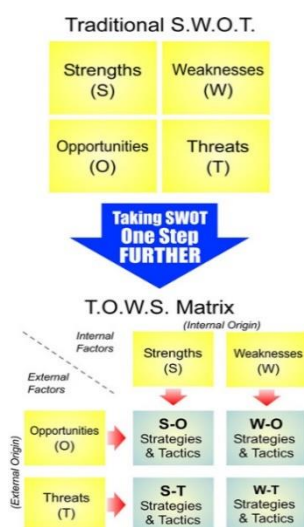 Traditional S.W.O.T.
Strengths
(S)
Weaknesses
(W)
Opportunities
(O)
Threats
(T)
Taking SWOT
One Step
FURTHER
T.O.W.S. Matrix
(Internal Origin)
Internal
Factors
External
Factors
Strengths
(S)
Weaknesses
(W)
(External Origin)
Opportunities
(O)
S-O
Strategies
& Tactics
W-O
Strategies
& Tactics
Threats
(T)
S-T
Strategies
& Tactics
W-T
Strategies
& Tactics